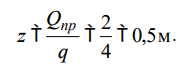 z † Qпр/q † 2/4 † 0,5м.